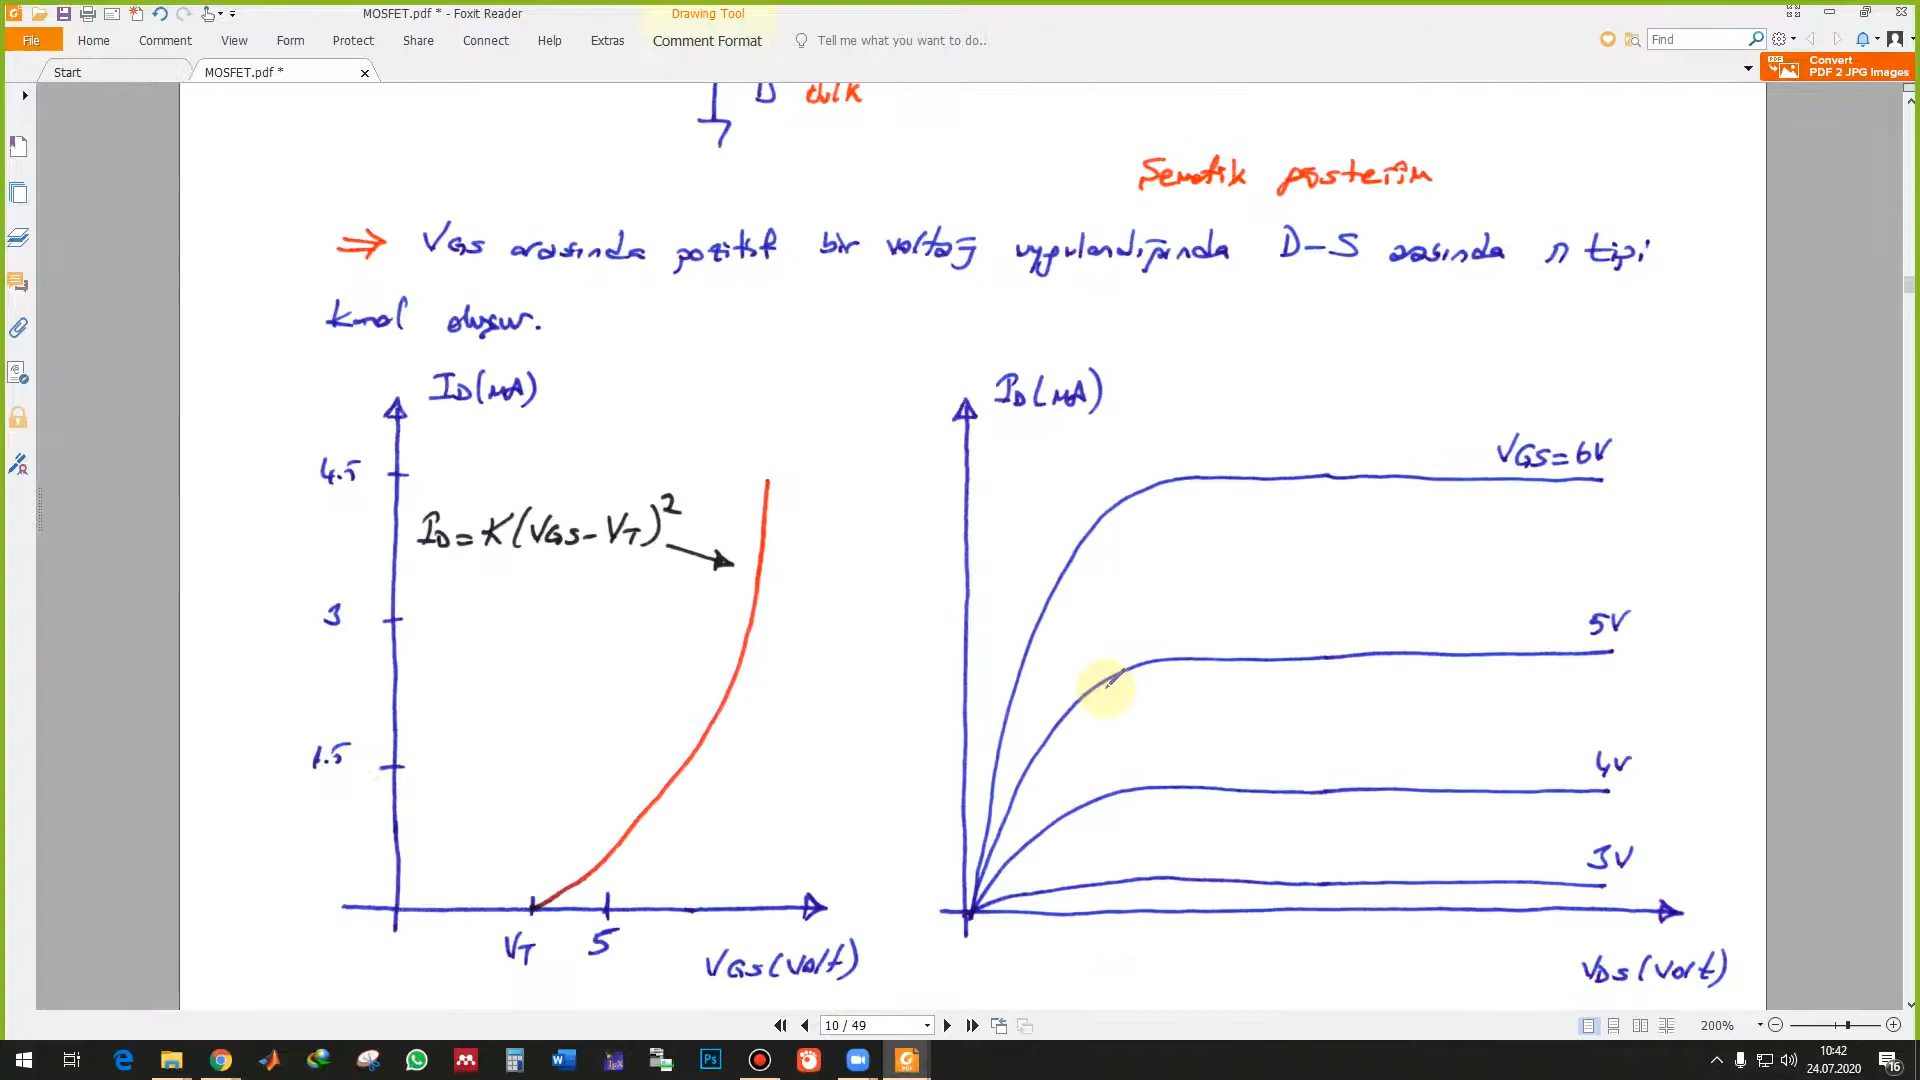 MOSFET.pdf * - Foxit Reader
Drawing Tool
File Home Comment View Form Protect Share Connect Help Extras Comment Format Tell me what you want to do.. Find
Start MOSFET.pdf * Convert
PDF 2 JPG Images
D bulk
Şematik gösterim
⇒ VGS arasında pozitif bir voltaj uygulandığında D-S arasında n tipi
kanal oluşur.
ID(mA)
4.5
ID=K(VGS-VT)²
3
1.5
VT 5
VGS(Volt)
ID(mA)
VGS=6V
5V
4V
3V
VDS(Volt)
10 / 49 200%
10:42
24.07.2020
16